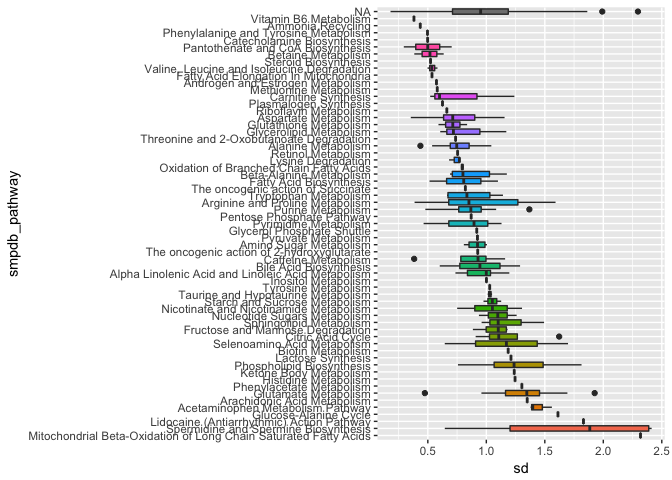 NA
Vitamin B6 Metabolism
Ammonia Recycling
Phenylalanine and Tyrosine Metabolism
Catecholamine Biosynthesis
Pantothenate and CoA Biosynthesis
Betaine Metabolism
Steroid Biosynthesis
Valine, Leucine and Isoleucine Degradation
Fatty Acid Elongation In Mitochondria
Androgen and Estrogen Metabolism
Methionine Metabolism
Carnitine Synthesis
Plasmalogen Synthesis
Riboflavin Metabolism
Aspartate Metabolism
Glutathione Metabolism
Glycerolipid Metabolism
Threonine and 2-Oxobutanoate Degradation
Alanine Metabolism
Retinol Metabolism
Lysine Degradation
Oxidation of Branched Chain Fatty Acids
Beta-Alanine Metabolism
Fatty Acid Biosynthesis
The oncogenic action of Succinate
Tryptophan Metabolism
Arginine and Proline Metabolism
Purine Metabolism
Pentose Phosphate Pathway
Pyrimidine Metabolism
Glycerol Phosphate Shuttle
Pyruvate Metabolism
Amino Sugar Metabolism
The oncogenic action of 2-hydroxyglutarate
Caffeine Metabolism
Bile Acid Biosynthesis
Alpha Linolenic Acid and Linoleic Acid Metabolism
Inositol Metabolism
Tyrosine Metabolism
Taurine and Hypotaurine Metabolism
Starch and Sucrose Metabolism
Nicotinate and Nicotinamide Metabolism
Nucleotide Sugars Metabolism
Sphingolipid Metabolism
Fructose and Mannose Degradation
Citric Acid Cycle
Selenoamino Acid Metabolism
Biotin Metabolism
Lactose Synthesis
Phospholipid Biosynthesis
Ketone Body Metabolism
Histidine Metabolism
Phenylacetate Metabolism
Glutamate Metabolism
Arachidonic Acid Metabolism
Acetaminophen Metabolism Pathway
Glucose-Alanine Cycle
Lidocaine (Antiarrhythmic) Action Pathway
Spermidine and Spermine Biosynthesis
Mitochondrial Beta-Oxidation of Long Chain Saturated Fatty Acids
smpdb_pathway
0.5 1.0 1.5 2.0 2.5
sd